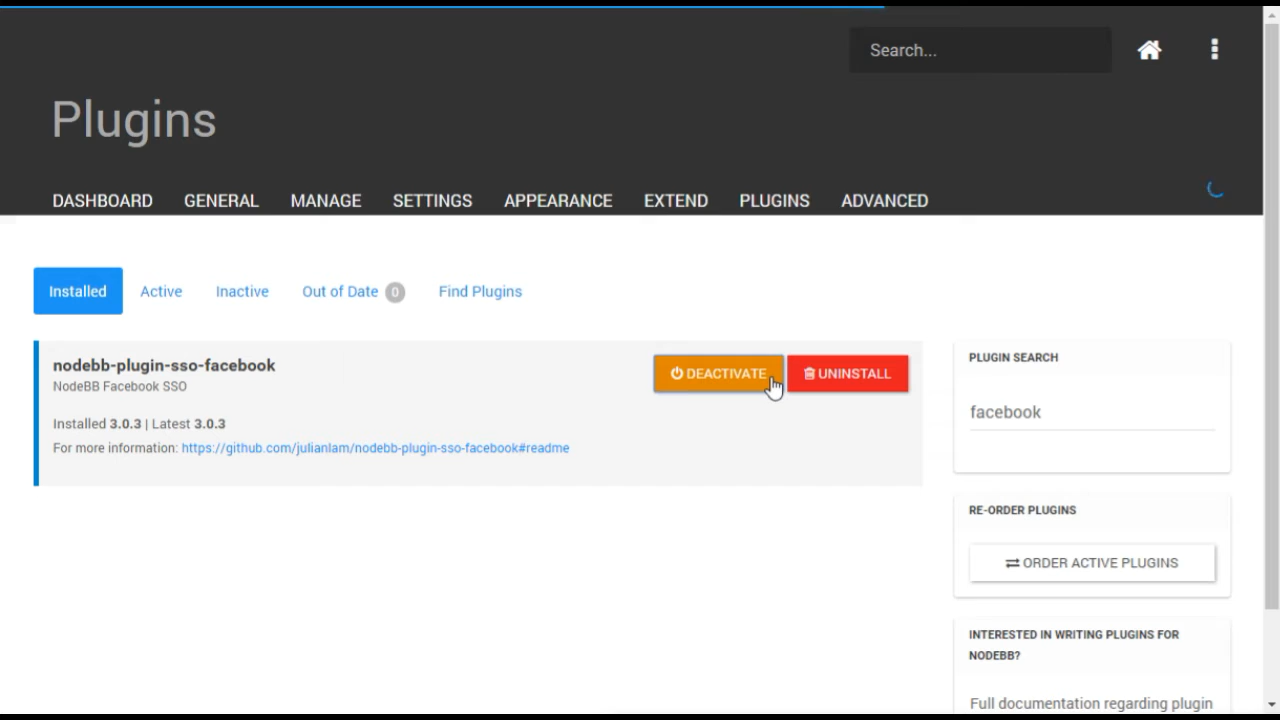 Search...
Plugins
DASHBOARD GENERAL MANAGE SETTINGS APPEARANCE EXTEND PLUGINS ADVANCED
Installed Active Inactive Out of Date 0 Find Plugins
nodebb-plugin-sso-facebook
NodeBB Facebook SSO
DEACTIVATE UNINSTALL
Installed 3.0.3 | Latest 3.0.3
For more information: https://github.com/julianlam/nodebb-plugin-sso-facebook#readme
PLUGIN SEARCH
facebook
RE-ORDER PLUGINS
ORDER ACTIVE PLUGINS
INTERESTED IN WRITING PLUGINS FOR
NODEBB?
Full documentation regarding plugin